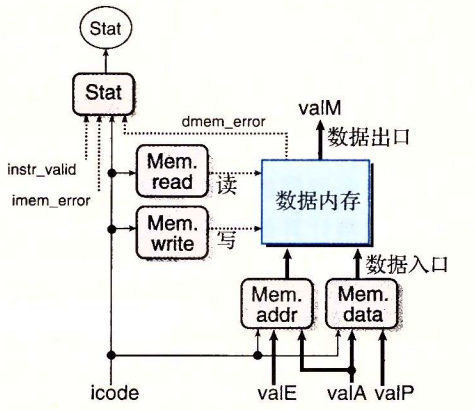 Stat
Stat
dmem_error
valM
数据出口
instr_valid
imem_error
Mem.
read
读
数据内存
Mem.
write
写
数据入口
Mem.
addr
Mem.
data
icode
valE
valA
valP